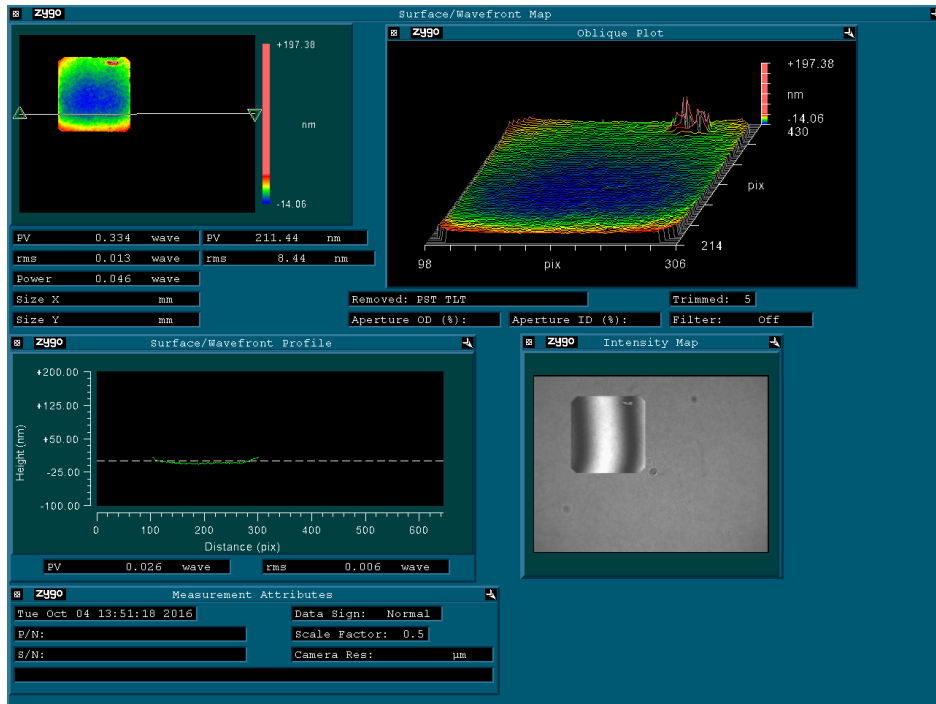 zygo Surface/Wavefront Map
+197.38
nm
-14.06
zygo Oblique Plot
+197.38
nm
-14.06
430
pix
214
98 pix 306
PV 0.334 wave PV 211.44 nm
rms 0.013 wave rms 8.44 nm
Power 0.046 wave
Size X mm
Size Y mm
Removed: PST TLT Trimmed: 5
Aperture OD (%): Aperture ID (%): Filter: Off
zygo Surface/Wavefront Profile
+200.00
+125.00
+50.00
-25.00
-100.00
Height (nm)
0 100 200 300 400 500 600
Distance (pix)
PV 0.026 wave rms 0.006 wave
zygo Intensity Map
zygo Measurement Attributes
Tue Oct 04 13:51:18 2016 Data Sign: Normal
P/N: Scale Factor: 0.5
S/N: Camera Res: µm